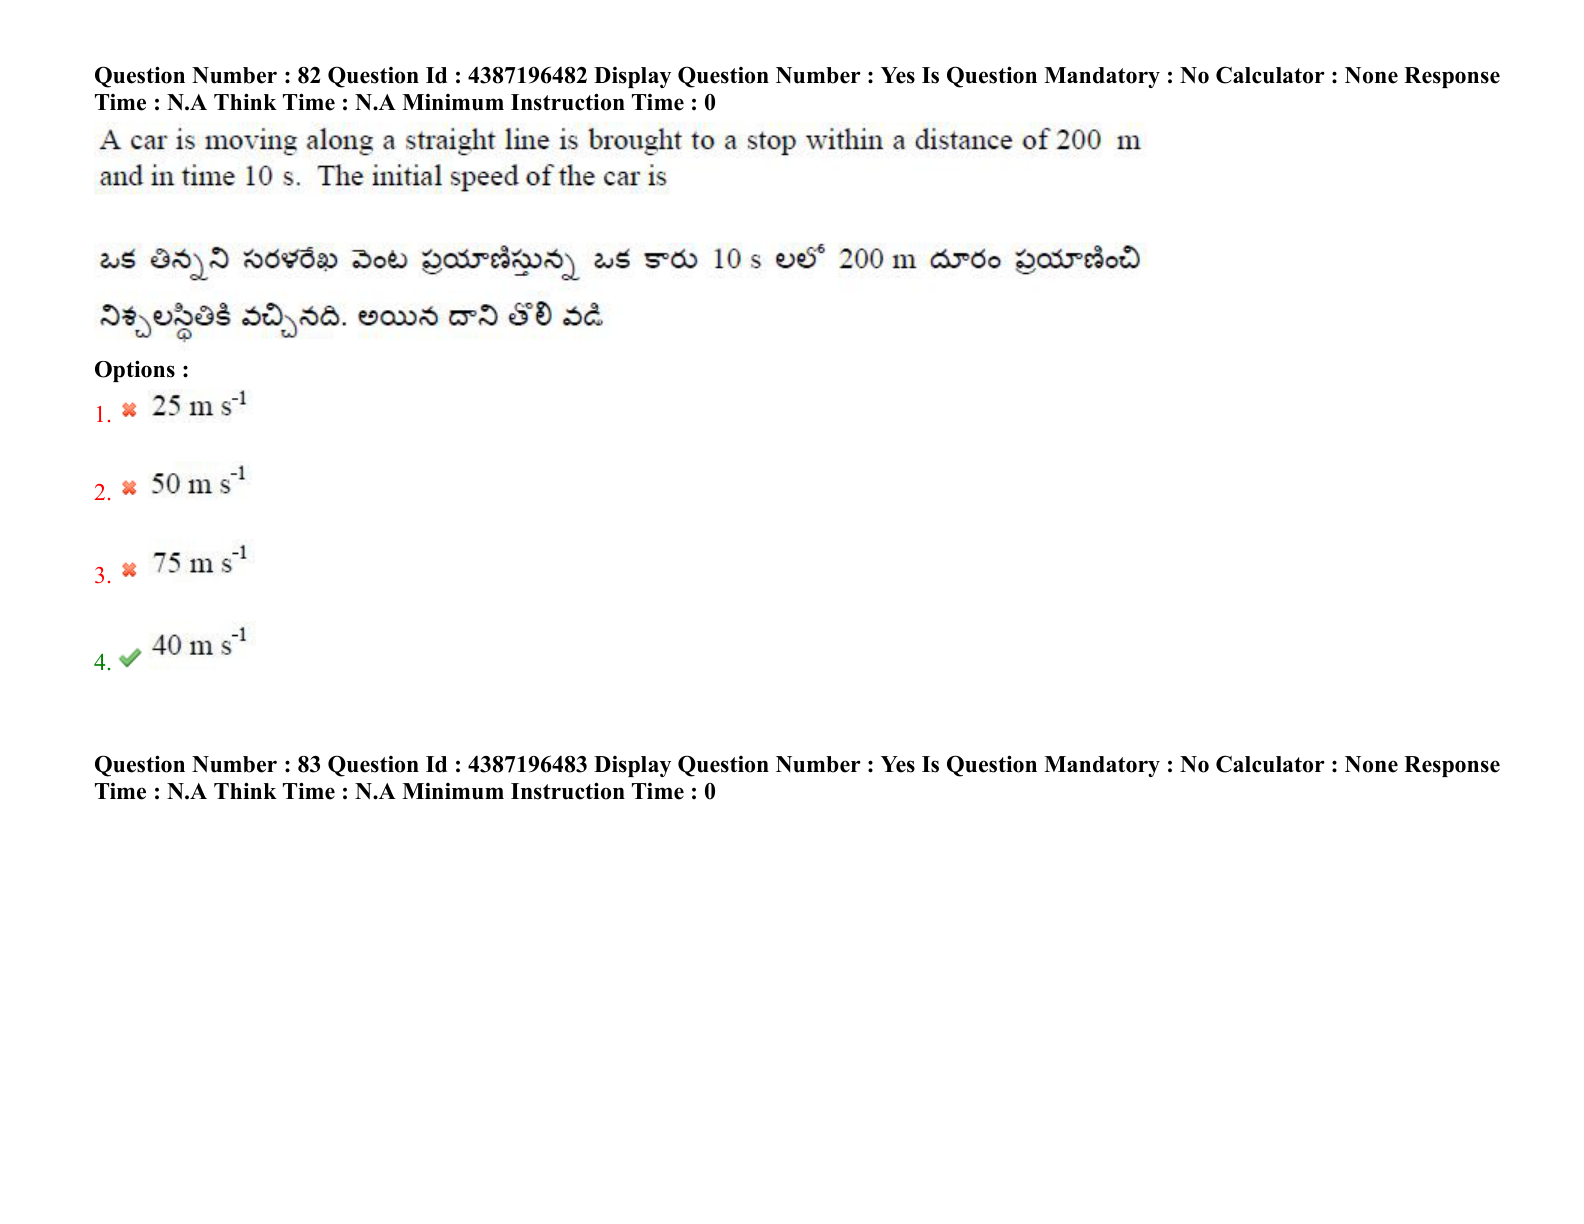 Question Number : 82 Question Id : 4387196482 Display Question Number : Yes Is Question Mandatory : No Calculator : None Response
Time : N.A Think Time : N.A Minimum Instruction Time : 0
A car is moving along a straight line is brought to a stop within a distance of 200 m
and in time 10 s. The initial speed of the car is
ఒక తిన్నని సరళరేఖ వెంట ప్రయాణిస్తున్న ఒక కారు 10 s లలో 200 m దూరం ప్రయాణించి
నిశ్చలస్థితికి వచ్చినది. అయిన దాని తొలి వడి
Options :
1. 25 m s⁻¹
2. 50 m s⁻¹
3. 75 m s⁻¹
4. 40 m s⁻¹
Question Number : 83 Question Id : 4387196483 Display Question Number : Yes Is Question Mandatory : No Calculator : None Response
Time : N.A Think Time : N.A Minimum Instruction Time : 0